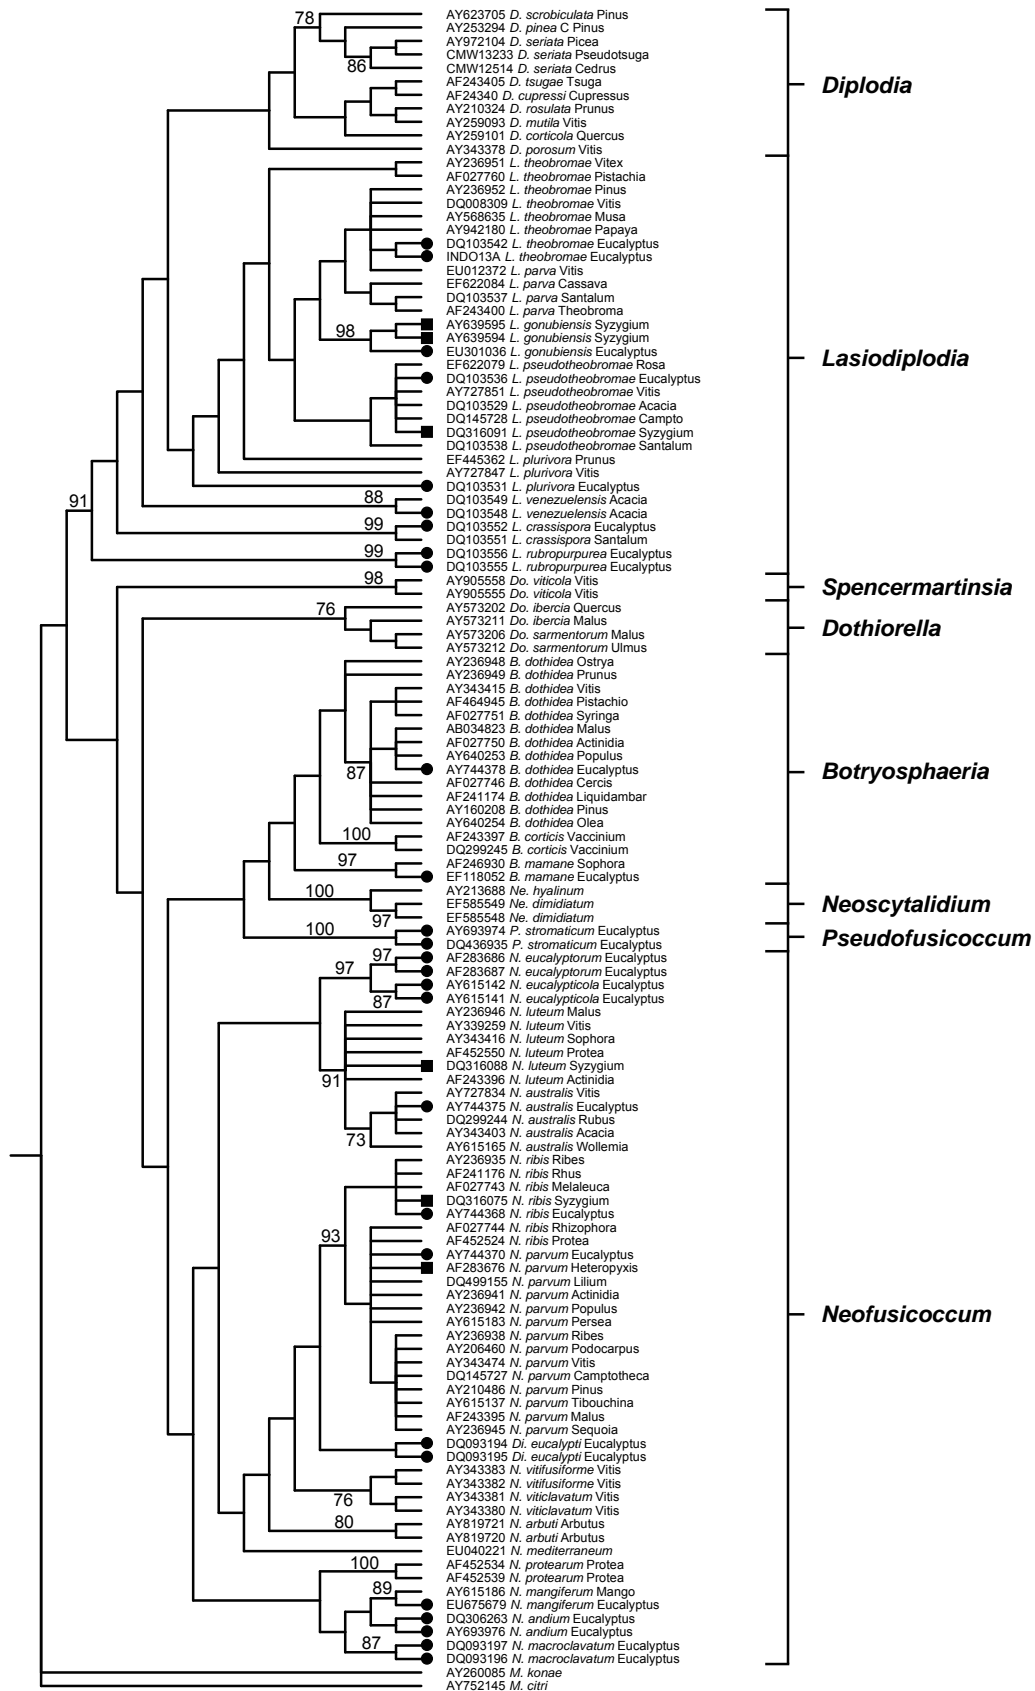 78
AY623705 D. scrobiculata Pinus
AY253294 D. pinea C Pinus
AY972104 D. seriata Picea
CMW13233 D. seriata Pseudotsuga
86
CMW12514 D. seriata Cedrus
AF243405 D. tsugae Tsuga
Diplodia
AF24340 D. cupressi Cupressus
AY210324 D. rosulata Prunus
AY259093 D. mutila Vitis
AY259101 D. corticola Quercus
AY343378 D. porosum Vitis
AY236951 L. theobromae Vitex
AF027760 L. theobromae Pistachia
AY236952 L. theobromae Pinus
DQ008309 L. theobromae Vitis
AY568635 L. theobromae Musa
AY942180 L. theobromae Papaya
DQ103542 L. theobromae Eucalyptus
INDO13A L. theobromae Eucalyptus
EU012372 L. parva Vitis
EF622084 L. parva Cassava
DQ103537 L. parva Santalum
AF243400 L. parva Theobroma
AY639595 L. gonubiensis Syzygium
98
AY639594 L. gonubiensis Syzygium
EU301036 L. gonubiensis Eucalyptus
Lasiodiplodia
EF622079 L. pseudotheobromae Rosa
DQ103536 L. pseudotheobromae Eucalyptus
AY727851 L. pseudotheobromae Vitis
DQ103529 L. pseudotheobromae Acacia
DQ145728 L. pseudotheobromae Campto
DQ316091 L. pseudotheobromae Syzygium
DQ103538 L. pseudotheobromae Santalum
EF445362 L. plurivora Prunus
AY727847 L. plurivora Vitis
DQ103531 L. plurivora Eucalyptus
91
88
DQ103549 L. venezuelensis Acacia
DQ103548 L. venezuelensis Acacia
99
DQ103552 L. crassispora Eucalyptus
DQ103551 L. crassispora Santalum
99
DQ103556 L. rubropurpurea Eucalyptus
DQ103555 L. rubropurpurea Eucalyptus
98
AY905558 Do. viticola Vitis
Spencermartinsia
AY905555 Do. viticola Vitis
76
AY573202 Do. ibercia Quercus
AY573211 Do. ibercia Malus
Dothiorella
AY573206 Do. sarmentorum Malus
AY573212 Do. sarmentorum Ulmus
AY236948 B. dothidea Ostrya
AY236949 B. dothidea Prunus
AY343415 B. dothidea Vitis
AF464945 B. dothidea Pistachio
AF027751 B. dothidea Syringa
AB034823 B. dothidea Malus
AF027750 B. dothidea Actinidia
AY640253 B. dothidea Populus
87
AY744378 B. dothidea Eucalyptus
Botryosphaeria
AF027746 B. dothidea Cercis
AF241174 B. dothidea Liquidambar
AY160208 B. dothidea Pinus
AY640254 B. dothidea Olea
100
AF243397 B. corticis Vaccinium
DQ299245 B. corticis Vaccinium
97
AF246930 B. mamane Sophora
EF118052 B. mamane Eucalyptus
100
AY213688 Ne. hyalinum
EF585549 Ne. dimidiatum
Neoscytalidium
97
EF585548 Ne. dimidiatum
100
AY693974 P. stromaticum Eucalyptus
Pseudofusicoccum
DQ436935 P. stromaticum Eucalyptus
97
AF283686 N. eucalyptorum Eucalyptus
97
AF283687 N. eucalyptorum Eucalyptus
AY615142 N. eucalypticola Eucalyptus
87
AY615141 N. eucalypticola Eucalyptus
AY236946 N. luteum Malus
AY339259 N. luteum Vitis
AY343416 N. luteum Sophora
AF452550 N. luteum Protea
DQ316088 N. luteum Syzygium
91
AF243396 N. luteum Actinidia
AY727834 N. australis Vitis
AY744375 N. australis Eucalyptus
DQ299244 N. australis Rubus
AY343403 N. australis Acacia
73
AY615165 N. australis Wollemia
AY236935 N. ribis Ribes
AF241176 N. ribis Rhus
AF027743 N. ribis Melaleuca
DQ316075 N. ribis Syzygium
AY744368 N. ribis Eucalyptus
AF027744 N. ribis Rhizophora
93
AF452524 N. ribis Protea
AY744370 N. parvum Eucalyptus
AF283676 N. parvum Heteropyxis
DQ499155 N. parvum Lilium
AY236941 N. parvum Actinidia
AY236942 N. parvum Populus
Neofusicoccum
AY615183 N. parvum Persea
AY236938 N. parvum Ribes
AY206460 N. parvum Podocarpus
AY343474 N. parvum Vitis
DQ145727 N. parvum Camptotheca
AY210486 N. parvum Pinus
AY615137 N. parvum Tibouchina
AF243395 N. parvum Malus
AY236945 N. parvum Sequoia
DQ093194 Di. eucalypti Eucalyptus
DQ093195 Di. eucalypti Eucalyptus
AY343383 N. vitifusiforme Vitis
AY343382 N. vitifusiforme Vitis
76
AY343381 N. viticlavatum Vitis
AY343380 N. viticlavatum Vitis
80
AY819721 N. arbuti Arbutus
AY819720 N. arbuti Arbutus
EU040221 N. mediterraneum
100
AF452534 N. protearum Protea
AF452539 N. protearum Protea
89
AY615186 N. mangiferum Mango
EU675679 N. mangiferum Eucalyptus
DQ306263 N. andium Eucalyptus
AY693976 N. andium Eucalyptus
87
DQ093197 N. macroclavatum Eucalyptus
DQ093196 N. macroclavatum Eucalyptus
AY260085 M. konae
AY752145 M. citri